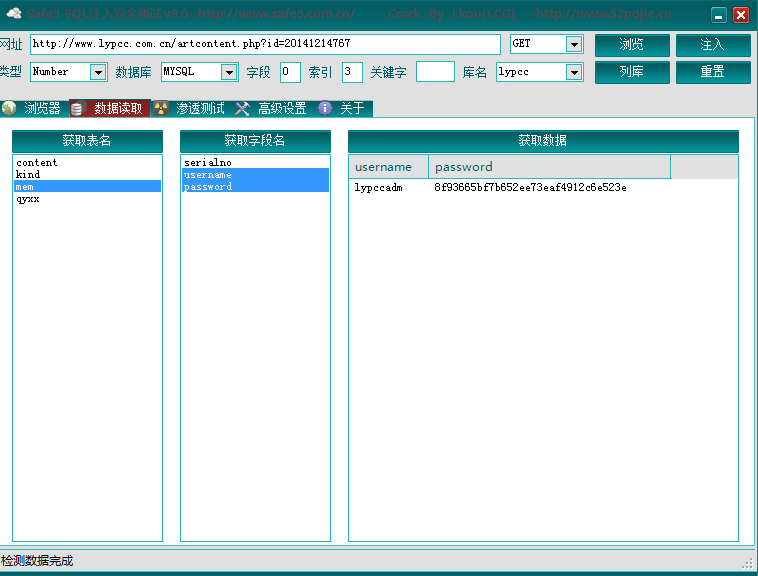 Safe3 SQL注入安全测试v9.0--http://www.safe3.com.cn/ Crack By Lkou(LCG) http://www.52pojie.cn
网址 http://www.lypcc.com.cn/artcontent.php?id=20141214767 GET 浏览 注入
类型 Number 数据库 MYSQL 字段 0 索引 3 关键字 库名 lypcc 列库 重置
浏览器 数据读取 渗透测试 高级设置 关于
获取表名 获取字段名 获取数据
content serialno username password
kind username lypccadm 8f93665bf7b652ee73eaf4912c6e523e
mem password
qyxx
检测数据完成